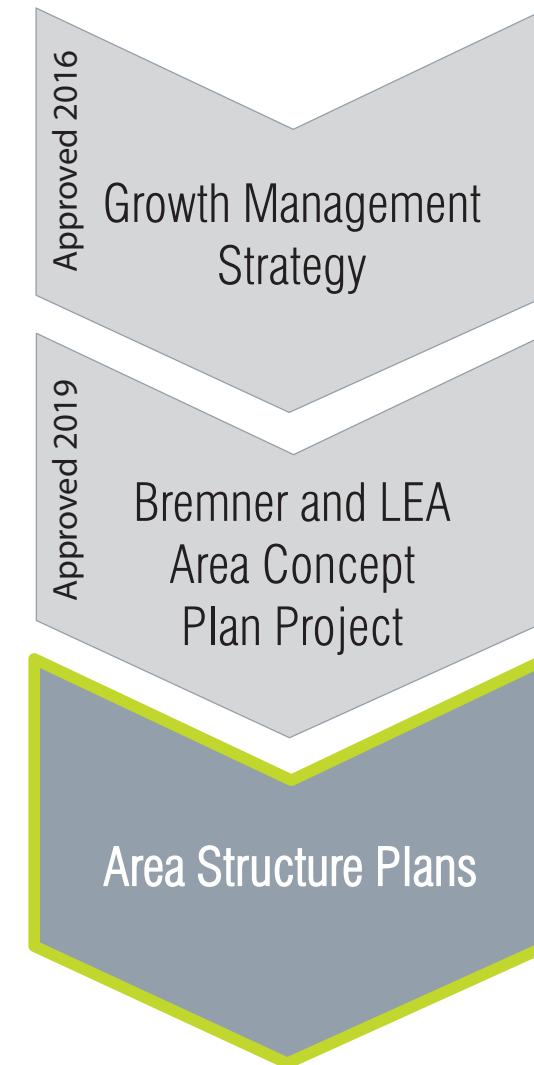 Approved 2016
Growth Management
Strategy
Approved 2019
Bremner and LEA
Area Concept
Plan Project
Area Structure Plans